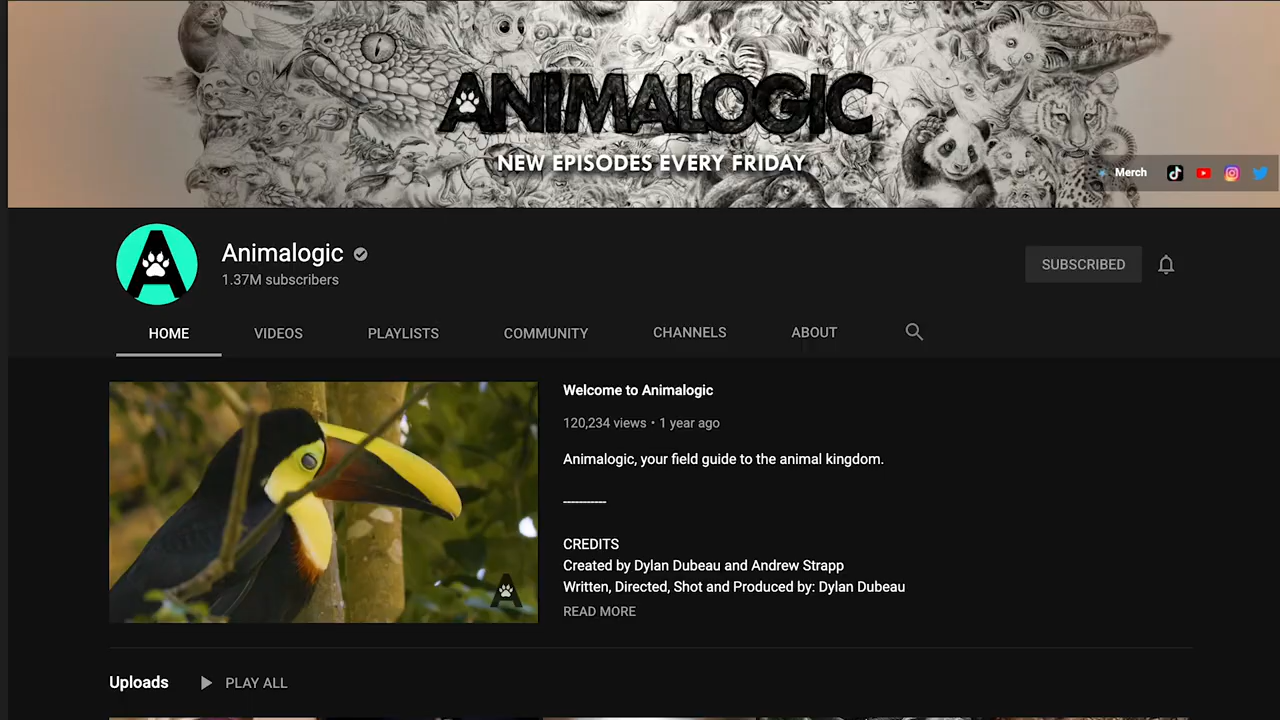 ANIMALOGIC
NEW EPISODES EVERY FRIDAY
Merch
Animalogic
1.37M subscribers
SUBSCRIBED
HOME VIDEOS PLAYLISTS COMMUNITY CHANNELS ABOUT
Welcome to Animalogic
120,234 views • 1 year ago
Animalogic, your field guide to the animal kingdom.
-----------
CREDITS
Created by Dylan Dubeau and Andrew Strapp
Written, Directed, Shot and Produced by: Dylan Dubeau
READ MORE
Uploads PLAY ALL